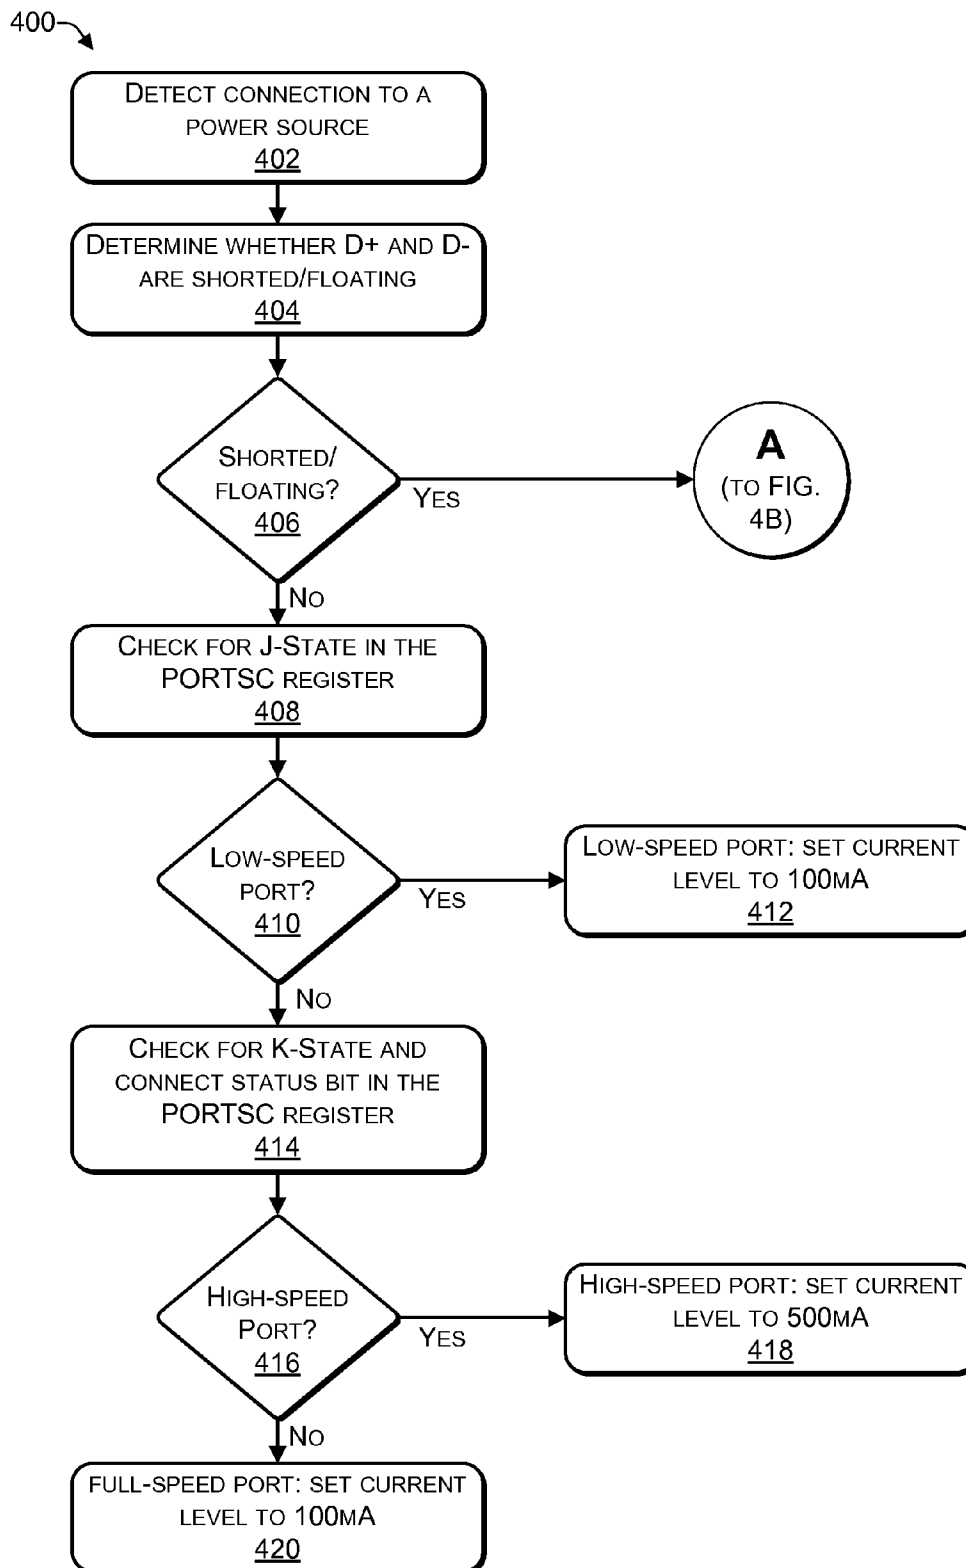 400
DETECT CONNECTION TO A
POWER SOURCE
402
DETERMINE WHETHER D+ AND D-
ARE SHORTED/FLOATING
404
SHORTED/
FLOATING?
406
YES
A
(TO FIG.
4B)
NO
CHECK FOR J-STATE IN THE
PORTSC REGISTER
408
LOW-SPEED
PORT?
410
YES
LOW-SPEED PORT: SET CURRENT
LEVEL TO 100MA
412
NO
CHECK FOR K-STATE AND
CONNECT STATUS BIT IN THE
PORTSC REGISTER
414
HIGH-SPEED
PORT?
416
YES
HIGH-SPEED PORT: SET CURRENT
LEVEL TO 500MA
418
NO
FULL-SPEED PORT: SET CURRENT
LEVEL TO 100MA
420